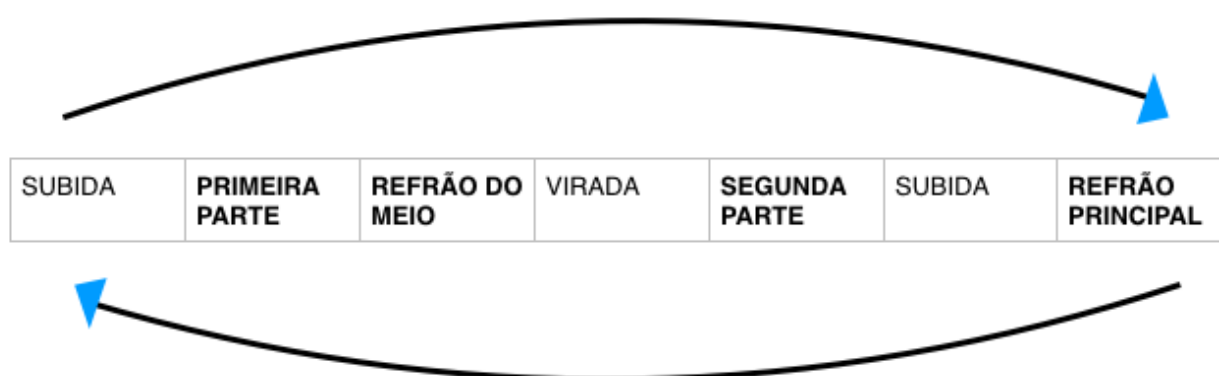 SUBIDA
PRIMEIRA
PARTE
REFRÃO DO
MEIO
VIRADA
SEGUNDA
PARTE
SUBIDA
REFRÃO
PRINCIPAL